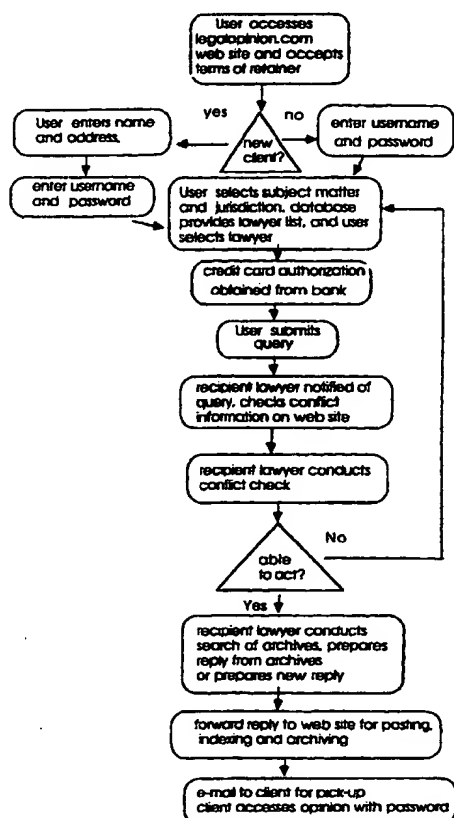 User accesses
legalopinion.com
web site and accepts
terms of retainer
yes
no
User enters name
and address.
new
client?
enter username
and password
enter username
and password
User selects subject matter
and jurisdiction, database
provides lawyer list, and user
selects lawyer
credit card authorization
obtained from bank
User submits
query
recipient lawyer notified of
query, checks conflict
information on web site
recipient lawyer conducts
conflict check
No
able
to act?
Yes
recipient lawyer conducts
search of archives, prepares
reply from archives
or prepares new reply
forward reply to web site for posting,
indexing and archiving
e-mail to client for pick-up
client accesses opinion with password